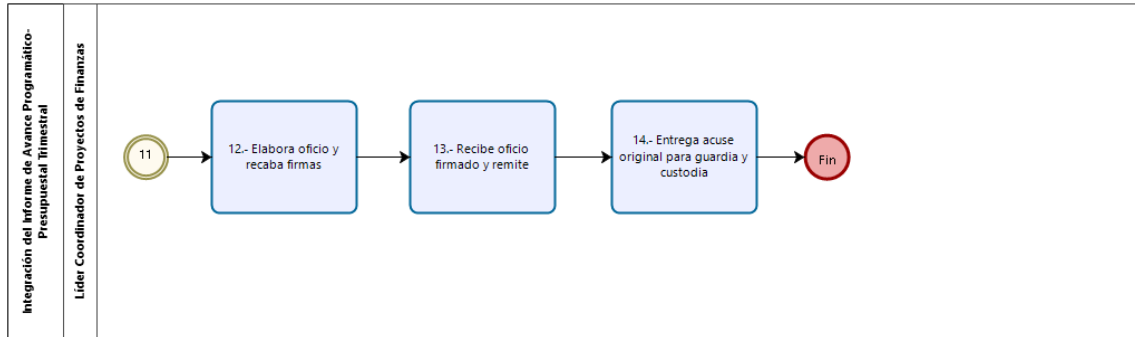 Integración del Informe de Avance Programático-
Presupuestal Trimestral
Líder Coordinador de Proyectos de Finanzas
11
12.- Elabora oficio y
recaba firmas
13.- Recibe oficio
firmado y remite
14.- Entrega acuse
original para guardia y
custodia
Fin